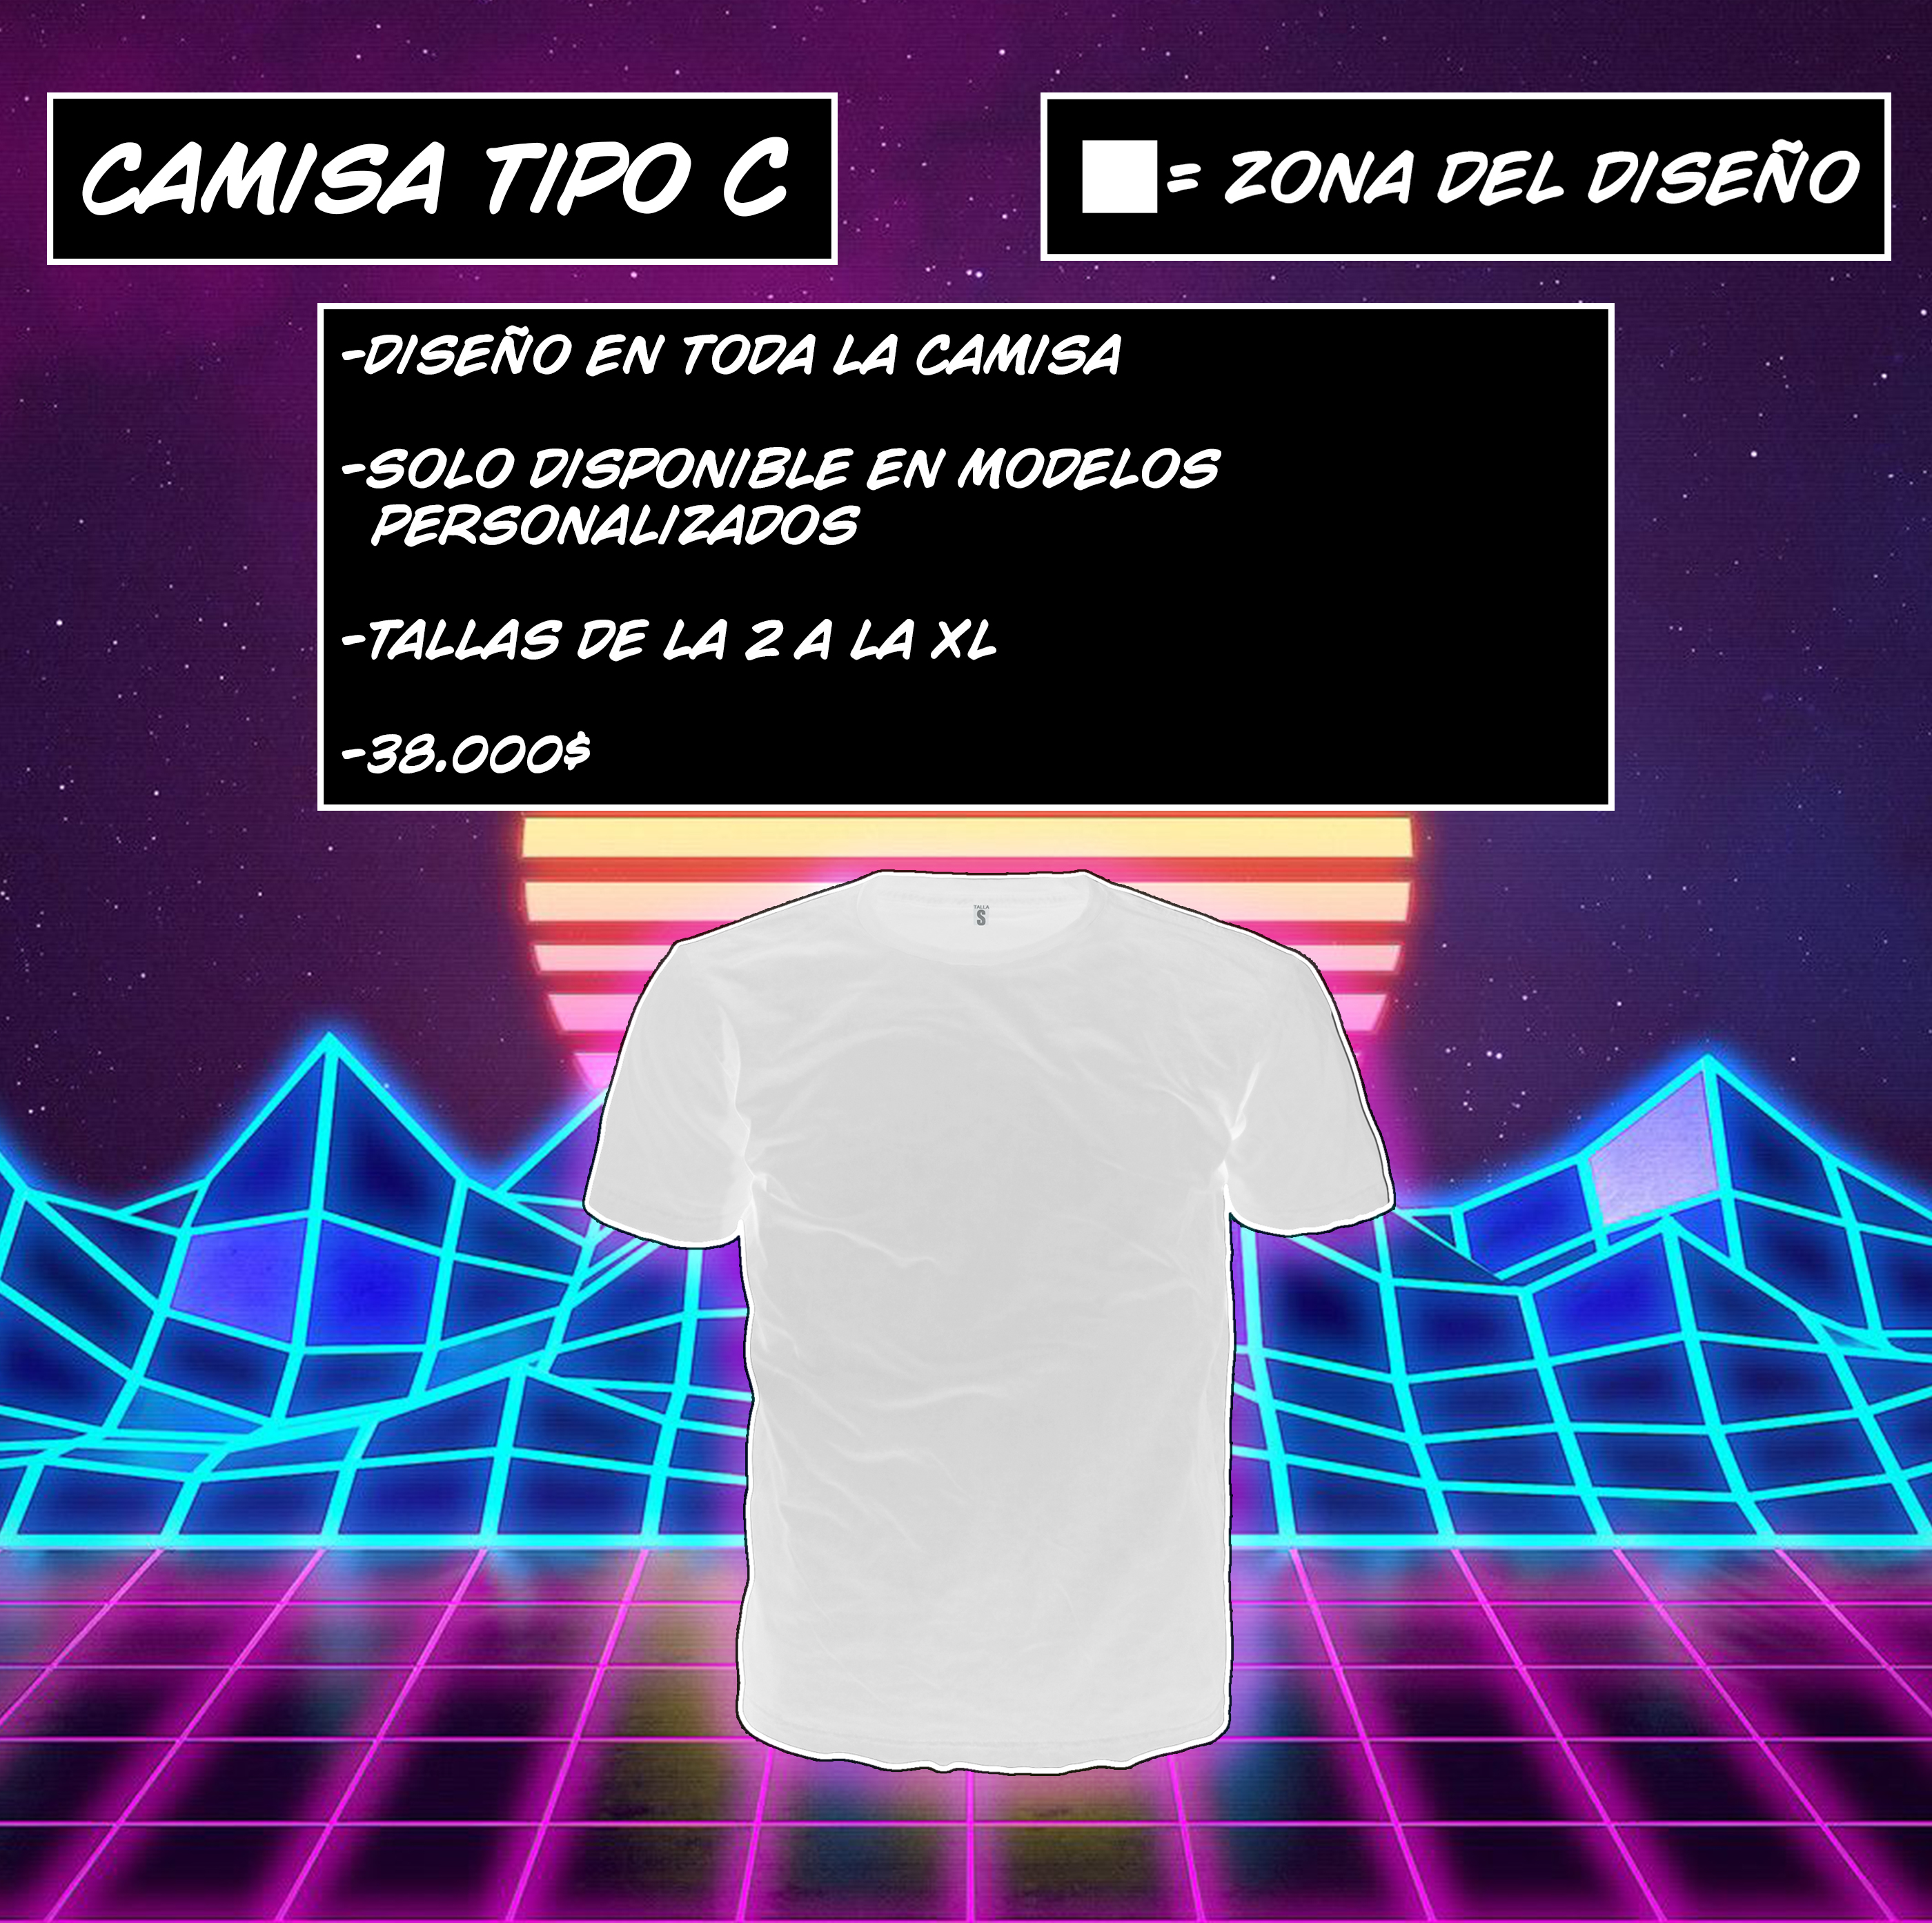 CAMISA TIPO C
= ZONA DEL DISEÑO
-DISEÑO EN TODA LA CAMISA
-SOLO DISPONIBLE EN MODELOS
PERSONALIZADOS
-TALLAS DE LA 2 A LA XL
-38.000$
TALLA
S